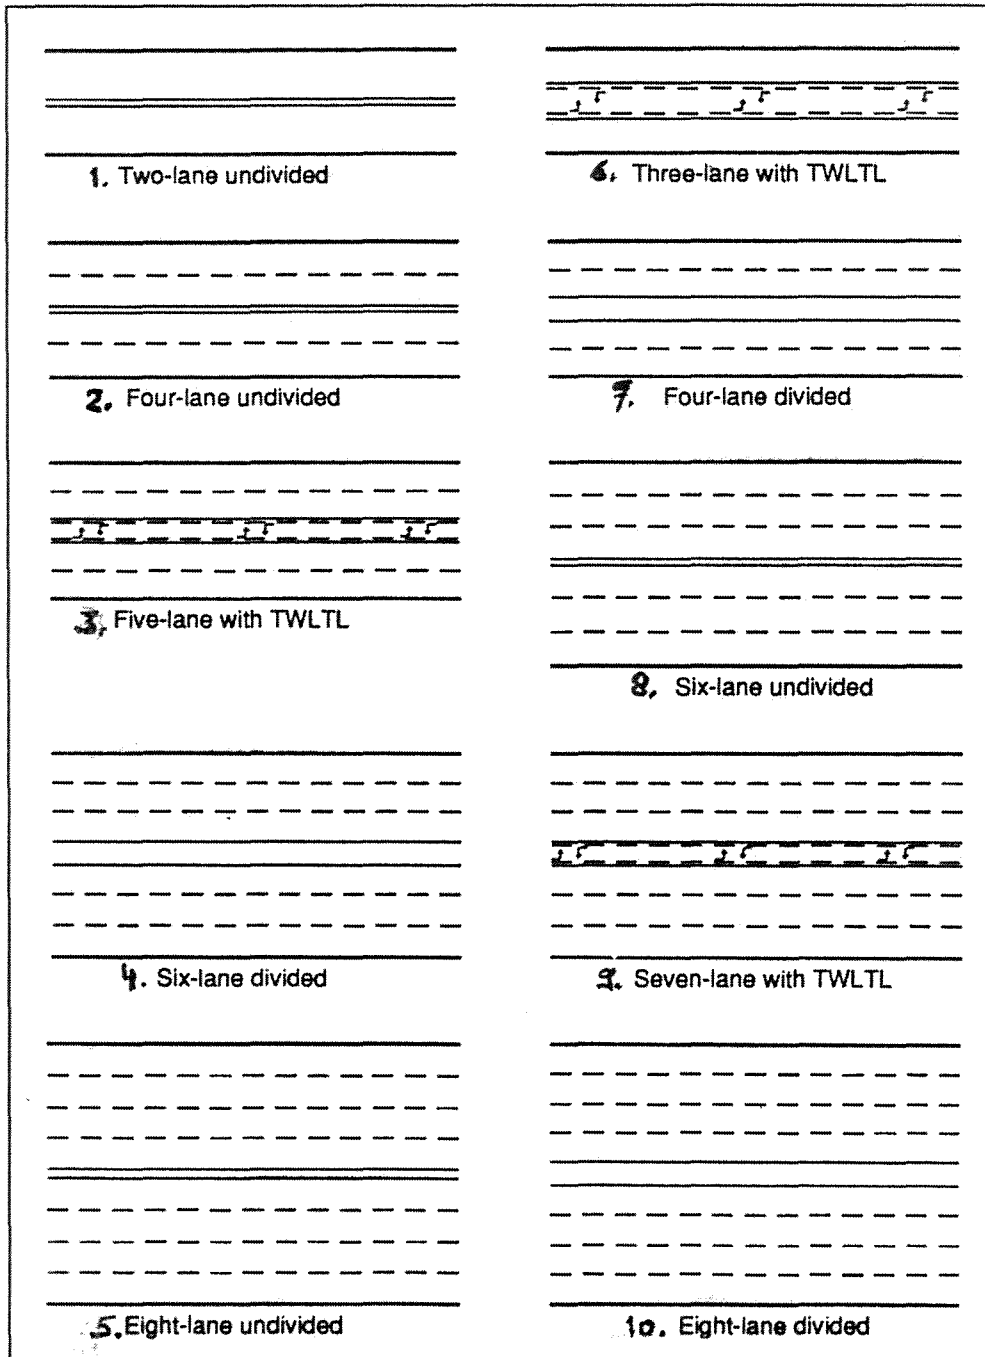 1. Two-lane undivided
6. Three-lane with TWLTL
2. Four-lane undivided
7. Four-lane divided
3. Five-lane with TWLTL
8. Six-lane undivided
4. Six-lane divided
9. Seven-lane with TWLTL
5. Eight-lane undivided
10. Eight-lane divided